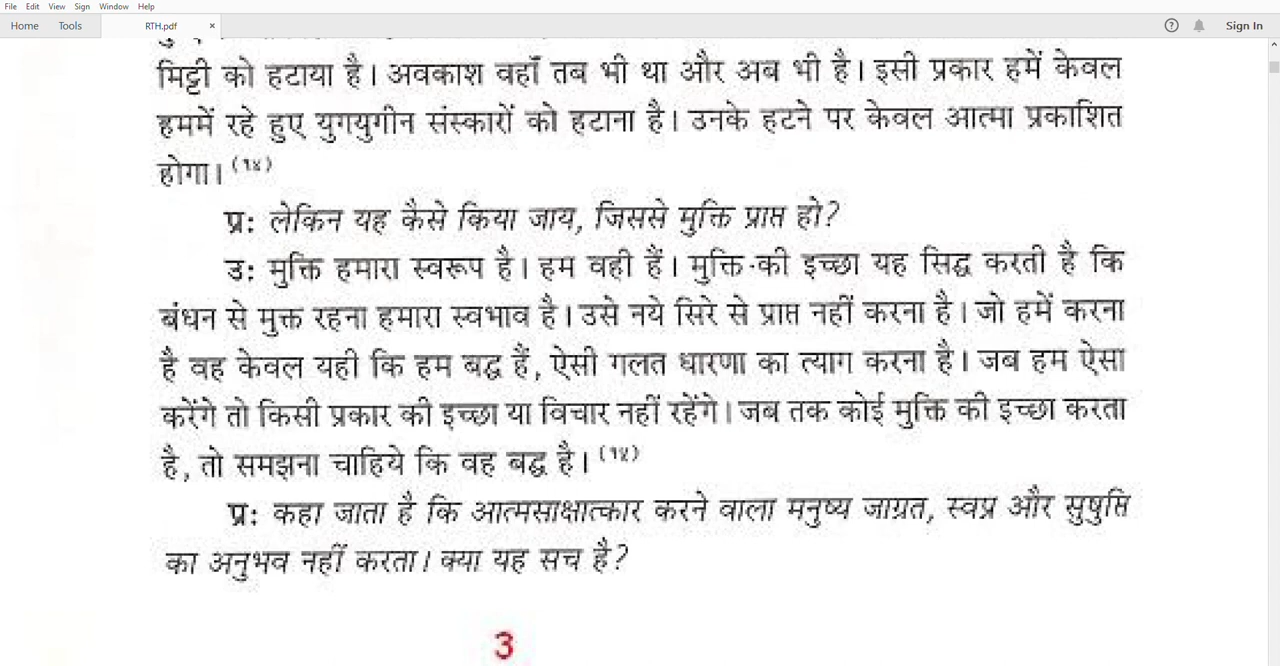 File Edit View Sign Window Help
Home Tools RTH.pdf × ? Sign In
मिट्टी को हटाया है। अवकाश वहाँ तब भी था और अब भी है। इसी प्रकार हमें केवल
हममें रहे हुए युगयुगीन संस्कारों को हटाना है। उनके हटने पर केवल आत्मा प्रकाशित
होगा। (१४)
प्र: लेकिन यह कैसे किया जाय, जिससे मुक्ति प्राप्त हो?
उ: मुक्ति हमारा स्वरूप है। हम वही हैं। मुक्ति की इच्छा यह सिद्ध करती है कि
बंधन से मुक्त रहना हमारा स्वभाव है। उसे नये सिरे से प्राप्त नहीं करना है। जो हमें करना
है वह केवल यही कि हम बद्ध हैं, ऐसी गलत धारणा का त्याग करना है। जब हम ऐसा
करेंगे तो किसी प्रकार की इच्छा या विचार नहीं रहेंगे। जब तक कोई मुक्ति की इच्छा करता
है, तो समझना चाहिये कि वह बद्ध है।
प्र: कहा जाता है कि आत्मसाक्षात्कार करने वाला मनुष्य जाग्रत, स्वप्न और सुषुप्ति
का अनुभव नहीं करता। क्या यह सच है?
3